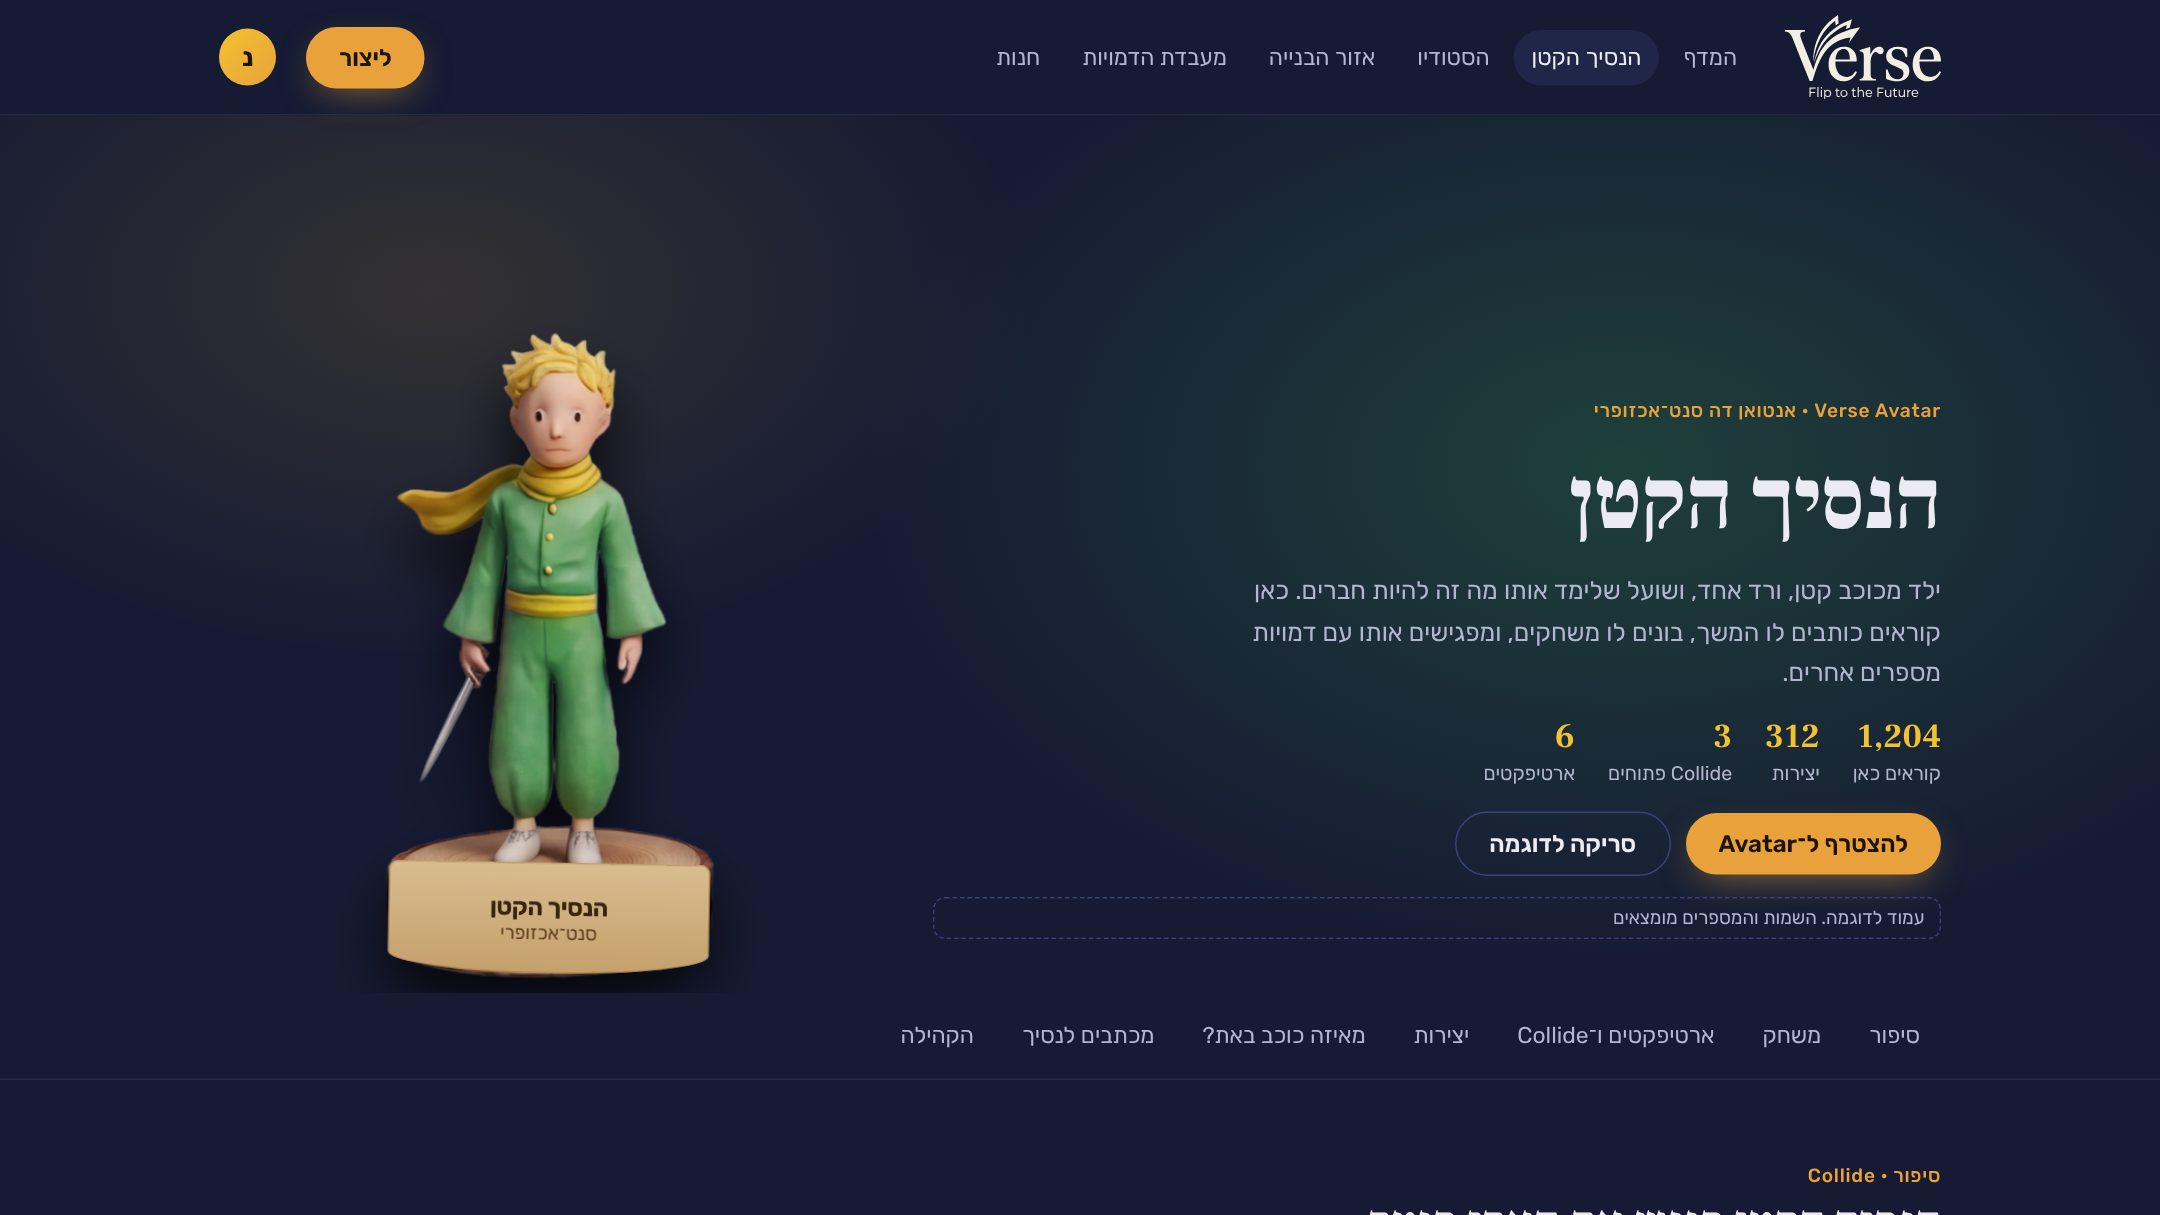 Verse
Flip to the Future
המדף
הנסיך הקטן
הסטודיו
אזור הבנייה
מעבדת הדמויות
חנות
ליצור
נ
Verse Avatar • אנטואן דה סנט־אכזופרי
הנסיך הקטן
ילד מכוכב קטן, ורד אחד, ושועל שלימד אותו מה זה להיות חברים. כאן
קוראים כותבים לו המשך, בונים לו משחקים, ומפגישים אותו עם דמויות
מספרים אחרים.
1,204
קוראים כאן
312
יצירות
3
Collide פתוחים
6
ארטיפקטים
להצטרף ל־Avatar
סריקה לדוגמה
עמוד לדוגמה. השמות והמספרים מומצאים
הנסיך הקטן
סנט־אכזופרי
סיפור
משחק
ארטיפקטים ו־Collide
יצירות
מאיזה כוכב באת?
מכתבים לנסיך
הקהילה
סיפור • Collide